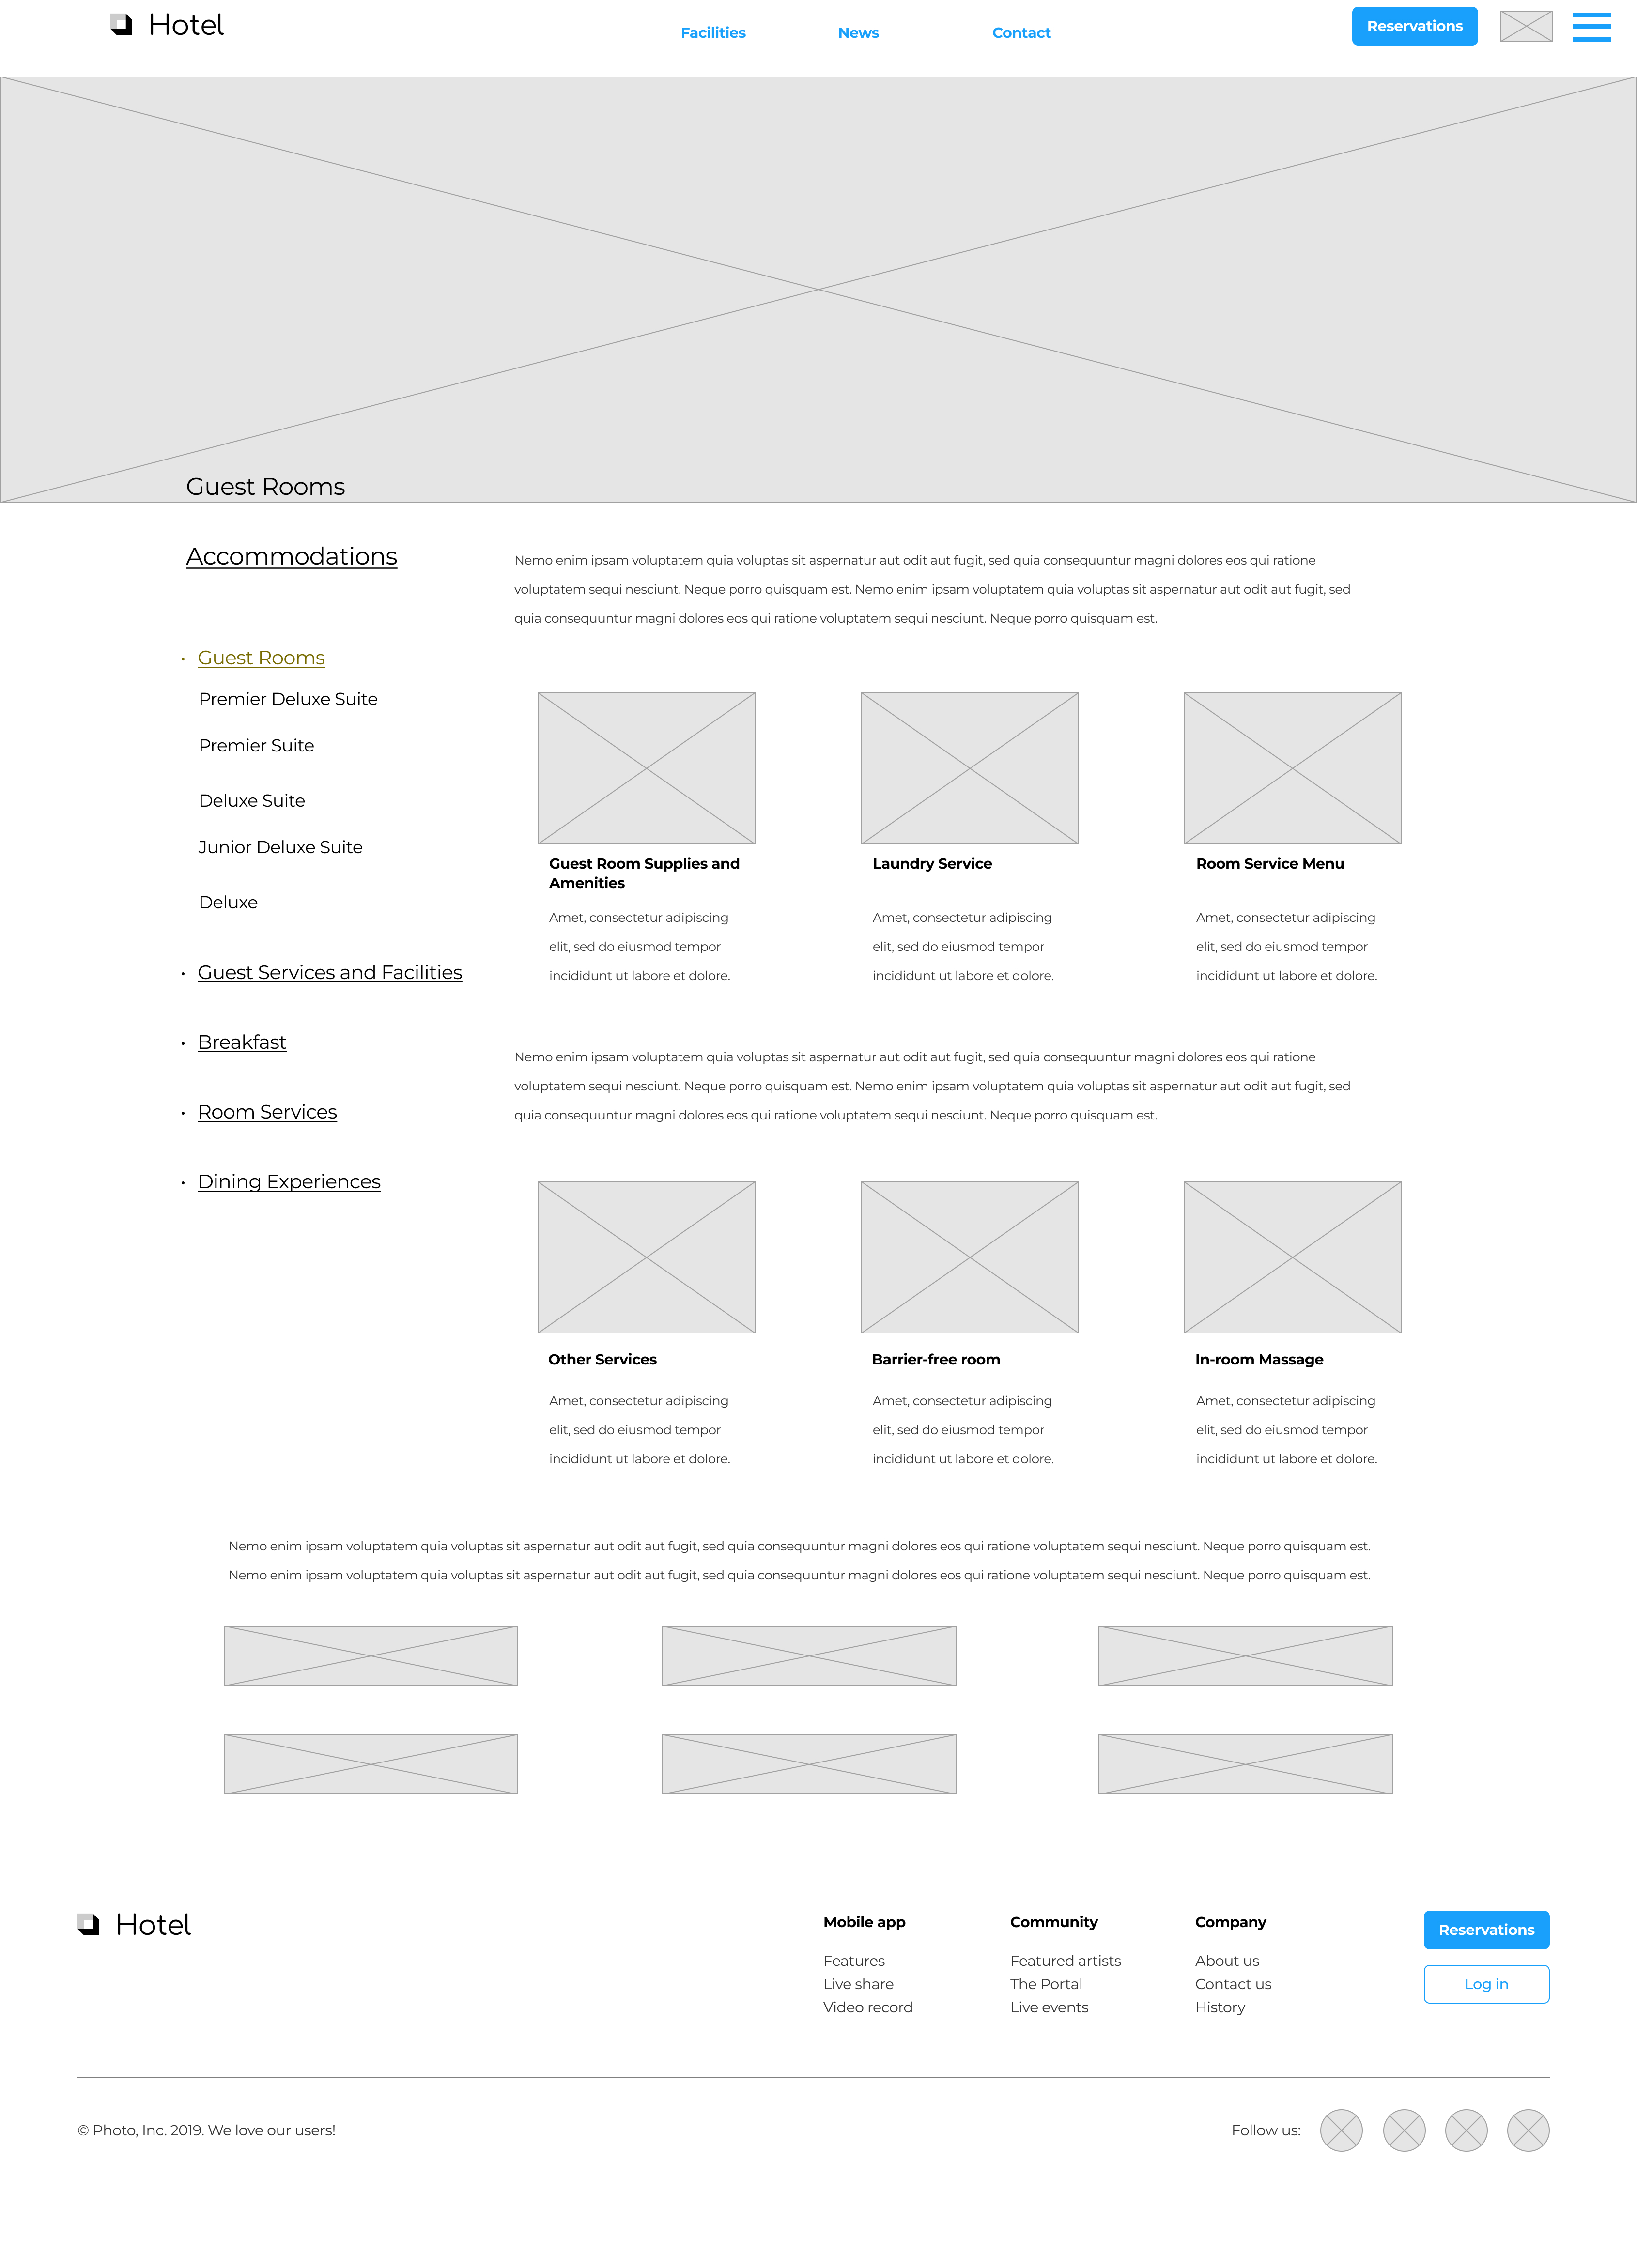 Hotel
Facilities
News
Contact
Reservations
Guest Rooms
Accommodations
• Guest Rooms
Premier Deluxe Suite
Premier Suite
Deluxe Suite
Junior Deluxe Suite
Deluxe
• Guest Services and Facilities
• Breakfast
• Room Services
• Dining Experiences
Nemo enim ipsam voluptatem quia voluptas sit aspernatur aut odit aut fugit, sed quia consequuntur magni dolores eos qui ratione
voluptatem sequi nesciunt. Neque porro quisquam est. Nemo enim ipsam voluptatem quia voluptas sit aspernatur aut odit aut fugit, sed
quia consequuntur magni dolores eos qui ratione voluptatem sequi nesciunt. Neque porro quisquam est.
Guest Room Supplies and
Amenities
Amet, consectetur adipiscing
elit, sed do eiusmod tempor
incididunt ut labore et dolore.
Laundry Service
Amet, consectetur adipiscing
elit, sed do eiusmod tempor
incididunt ut labore et dolore.
Room Service Menu
Amet, consectetur adipiscing
elit, sed do eiusmod tempor
incididunt ut labore et dolore.
Nemo enim ipsam voluptatem quia voluptas sit aspernatur aut odit aut fugit, sed quia consequuntur magni dolores eos qui ratione
voluptatem sequi nesciunt. Neque porro quisquam est. Nemo enim ipsam voluptatem quia voluptas sit aspernatur aut odit aut fugit, sed
quia consequuntur magni dolores eos qui ratione voluptatem sequi nesciunt. Neque porro quisquam est.
Other Services
Amet, consectetur adipiscing
elit, sed do eiusmod tempor
incididunt ut labore et dolore.
Barrier-free room
Amet, consectetur adipiscing
elit, sed do eiusmod tempor
incididunt ut labore et dolore.
In-room Massage
Amet, consectetur adipiscing
elit, sed do eiusmod tempor
incididunt ut labore et dolore.
Nemo enim ipsam voluptatem quia voluptas sit aspernatur aut odit aut fugit, sed quia consequuntur magni dolores eos qui ratione voluptatem sequi nesciunt. Neque porro quisquam est.
Nemo enim ipsam voluptatem quia voluptas sit aspernatur aut odit aut fugit, sed quia consequuntur magni dolores eos qui ratione voluptatem sequi nesciunt. Neque porro quisquam est.
Hotel
Mobile app
Features
Live share
Video record
Community
Featured artists
The Portal
Live events
Company
About us
Contact us
History
Reservations
Log in
© Photo, Inc. 2019. We love our users!
Follow us: